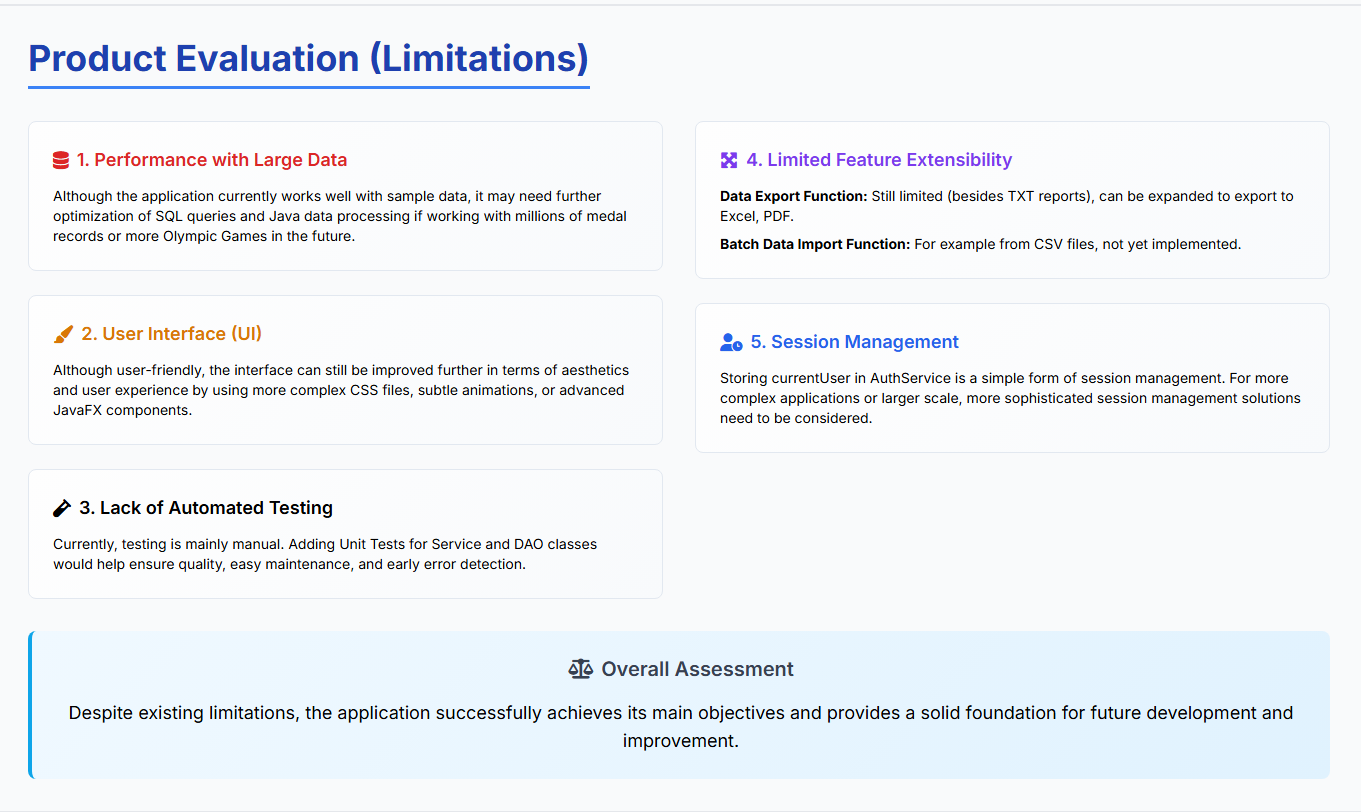 Product Evaluation (Limitations)
1. Performance with Large Data
Although the application currently works well with sample data, it may need further
optimization of SQL queries and Java data processing if working with millions of medal
records or more Olympic Games in the future.
2. User Interface (UI)
Although user-friendly, the interface can still be improved further in terms of aesthetics
and user experience by using more complex CSS files, subtle animations, or advanced
JavaFX components.
3. Lack of Automated Testing
Currently, testing is mainly manual. Adding Unit Tests for Service and DAO classes
would help ensure quality, easy maintenance, and early error detection.
4. Limited Feature Extensibility
Data Export Function: Still limited (besides TXT reports), can be expanded to export to
Excel, PDF.
Batch Data Import Function: For example from CSV files, not yet implemented.
5. Session Management
Storing currentUser in AuthService is a simple form of session management. For more
complex applications or larger scale, more sophisticated session management solutions
need to be considered.
Overall Assessment
Despite existing limitations, the application successfully achieves its main objectives and provides a solid foundation for future development and
improvement.